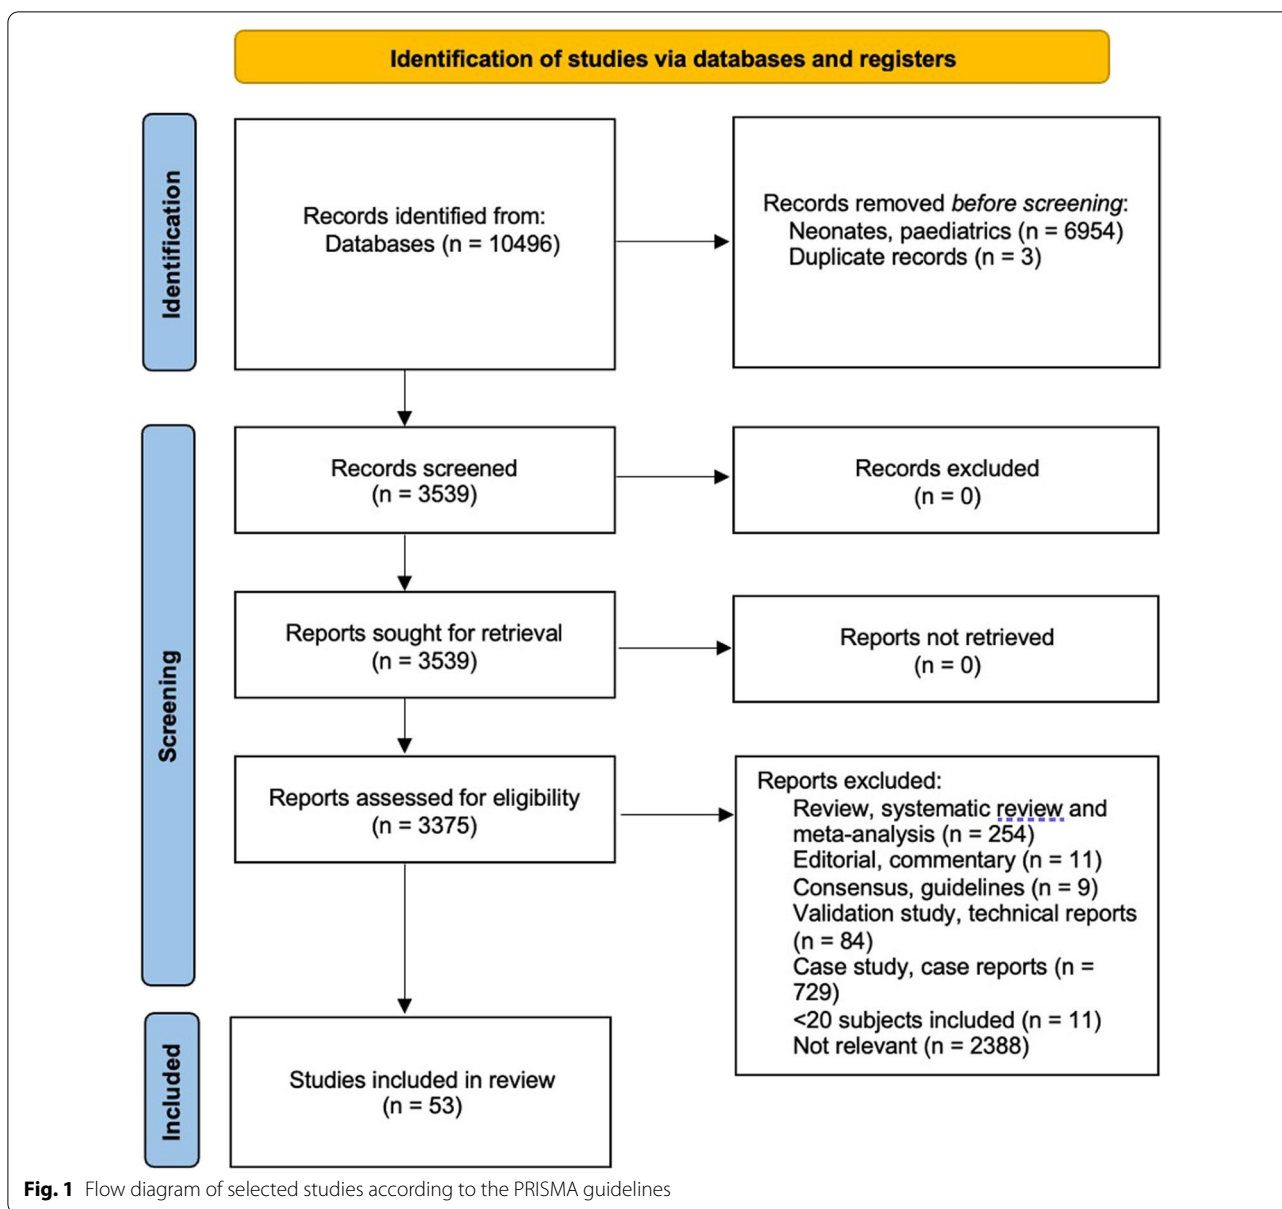 Identification of studies via databases and registers
Identification
Records identified from:
Databases (n = 10496)
Records removed before screening:
Neonates, paediatrics (n = 6954)
Duplicate records (n = 3)
Screening
Records screened
(n = 3539)
Records excluded
(n = 0)
Reports sought for retrieval
(n = 3539)
Reports not retrieved
(n = 0)
Reports assessed for eligibility
(n = 3375)
Reports excluded:
Review, systematic review and
meta-analysis (n = 254)
Editorial, commentary (n = 11)
Consensus, guidelines (n = 9)
Validation study, technical reports
(n = 84)
Case study, case reports (n =
729)
<20 subjects included (n = 11)
Not relevant (n = 2388)
Included
Studies included in review
(n = 53)
Fig. 1 Flow diagram of selected studies according to the PRISMA guidelines